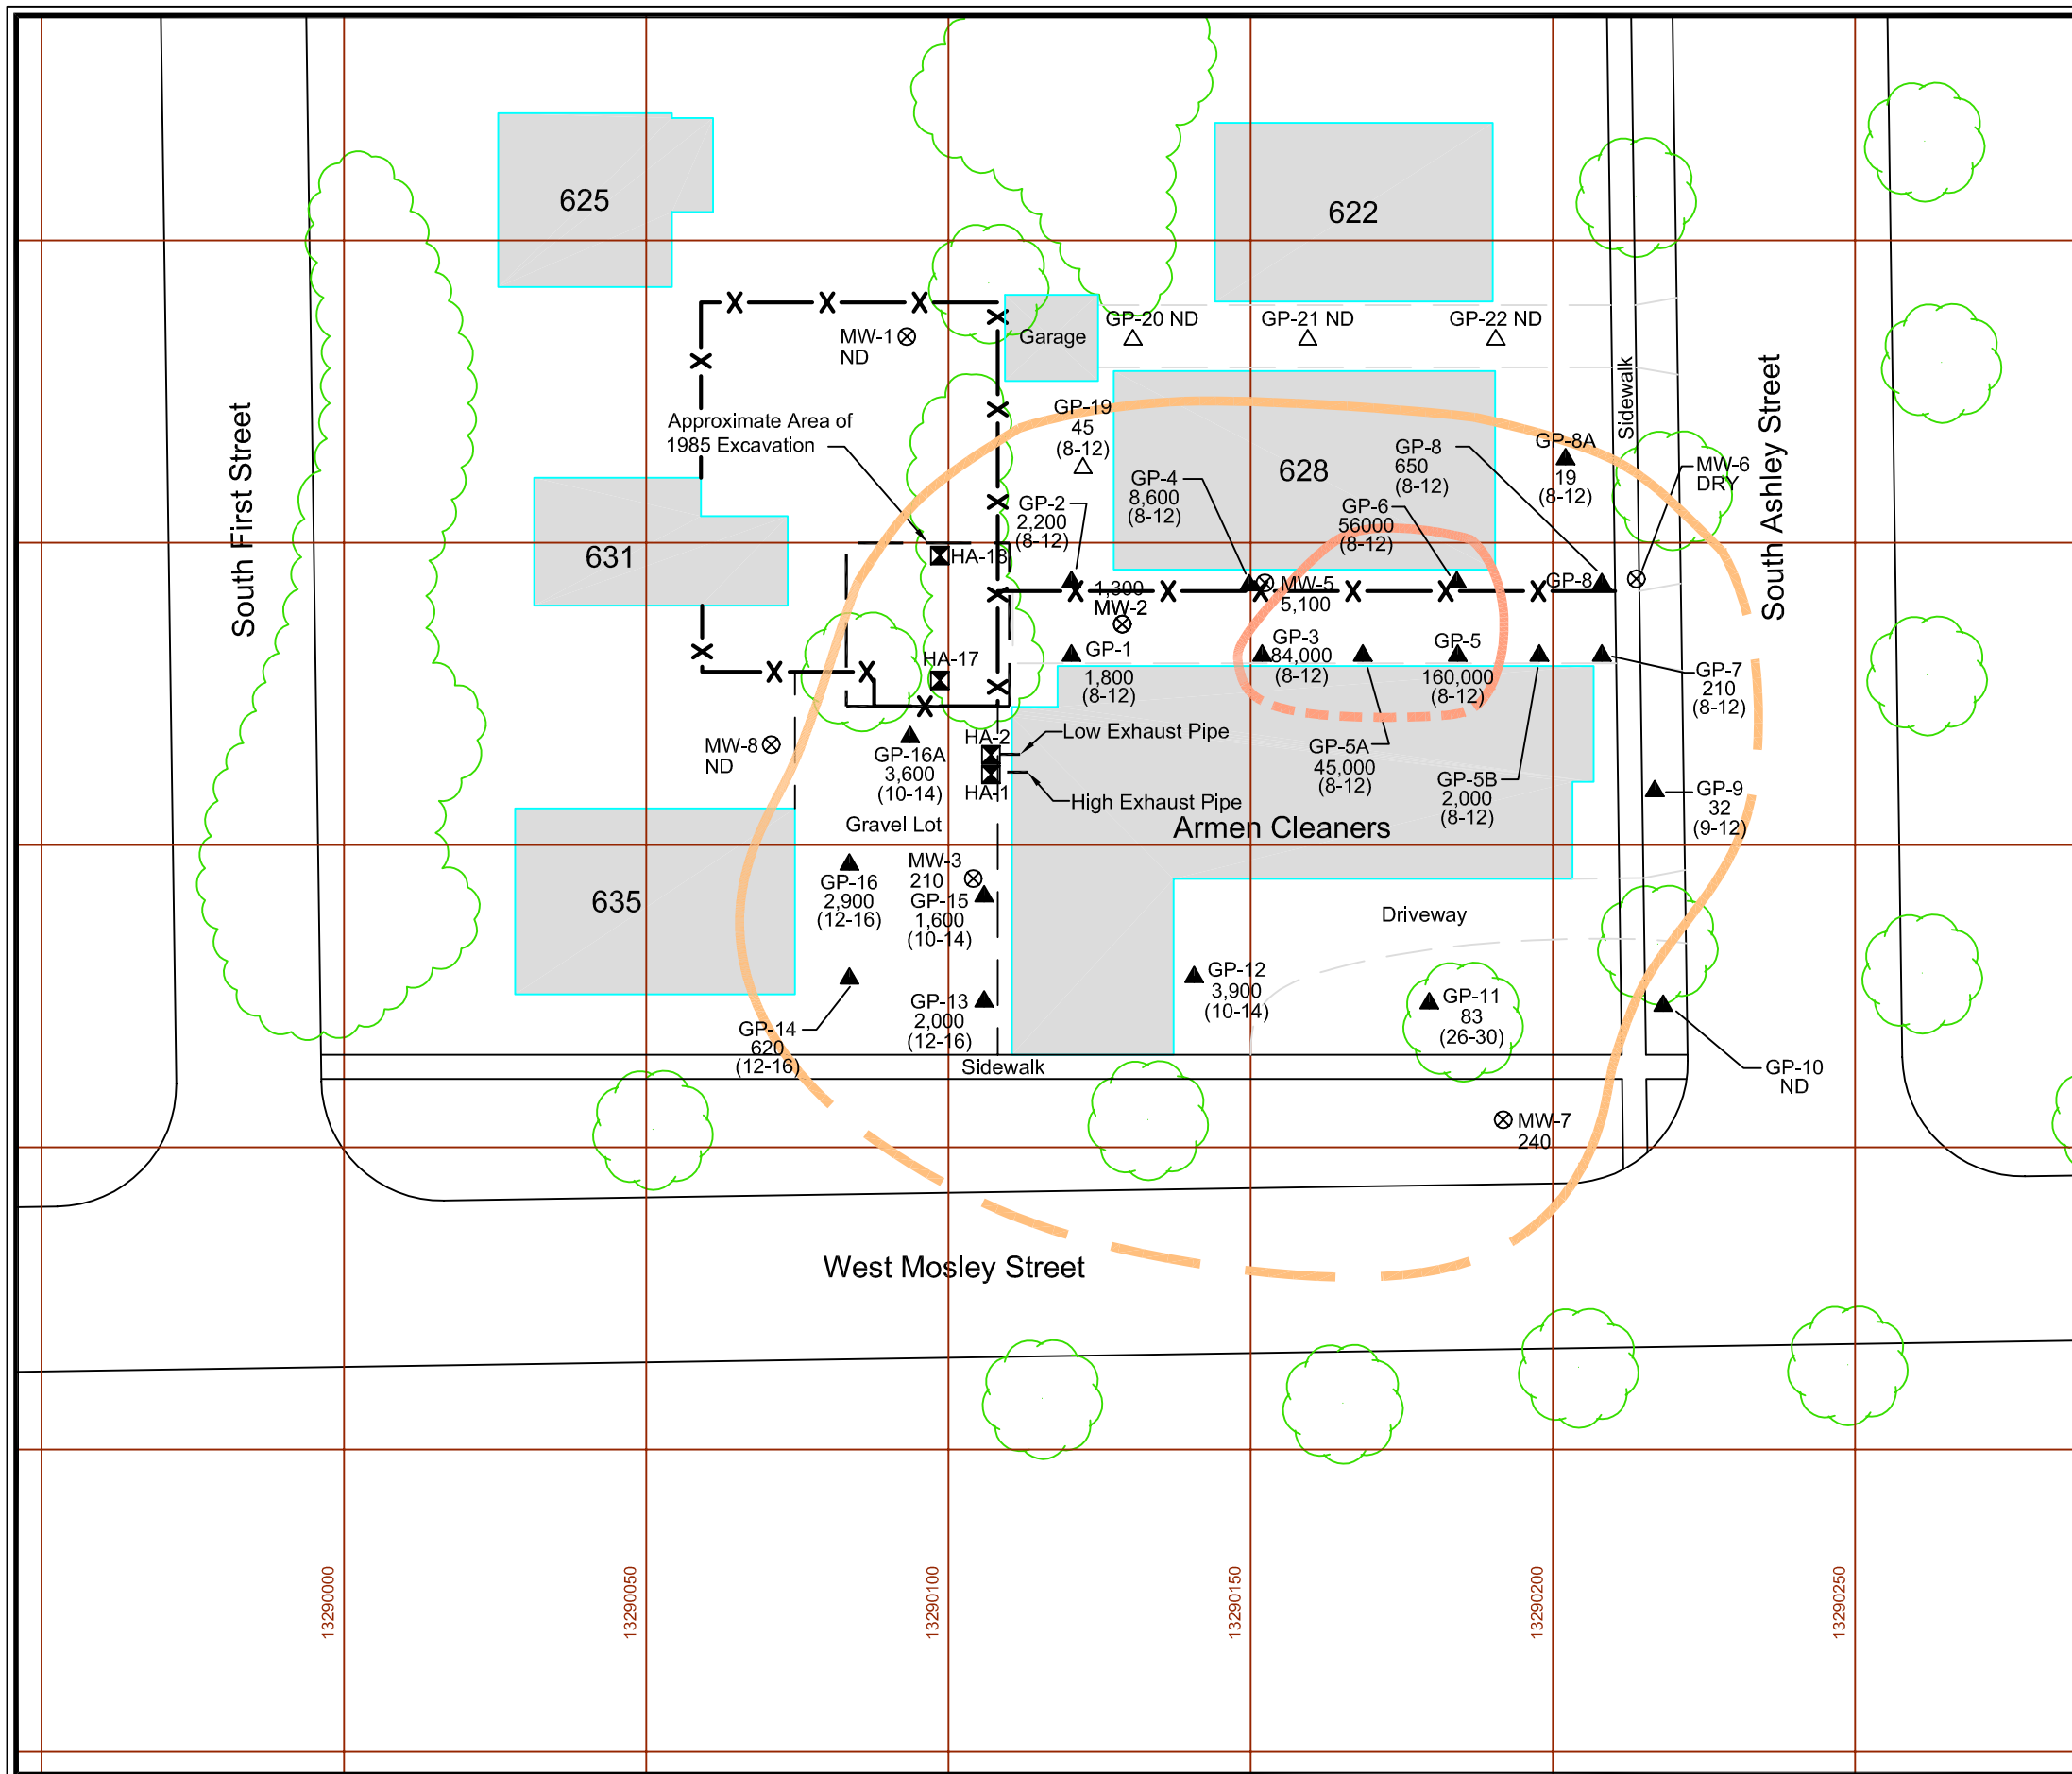 625
622
MW-1
ND
Garage
GP-20 ND
GP-21 ND
GP-22 ND
Sidewalk
South Ashley Street
South First Street
Approximate Area of
1985 Excavation
GP-19
45
(8-12)
628
GP-8
650
(8-12)
GP-8A
19
(8-12)
MW-6
DRY
GP-4
8,600
(8-12)
GP-2
2,200
(8-12)
GP-6
56000
(8-12)
631
HA-18
1,300
MW-2
MW-5
5,100
GP-8
HA-17
GP-1
1,800
(8-12)
GP-3
84,000
(8-12)
GP-5
160,000
(8-12)
GP-7
210
(8-12)
MW-8
ND
GP-16A
3,600
(10-14)
HA-2
HA-1
Low Exhaust Pipe
High Exhaust Pipe
GP-5A
45,000
(8-12)
GP-5B
2,000
(8-12)
GP-9
32
(9-12)
Gravel Lot
Armen Cleaners
635
GP-16
2,900
(12-16)
MW-3
210
GP-15
1,600
(10-14)
Driveway
GP-12
3,900
(10-14)
GP-11
83
(26-30)
GP-14
620
(12-16)
GP-13
2,000
(12-16)
Sidewalk
GP-10
ND
MW-7
240
West Mosley Street
13290000
13290050
13290100
13290150
13290200
13290250